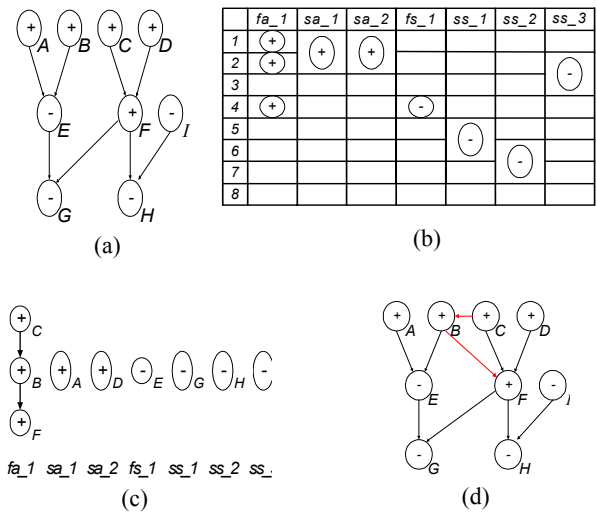 + + + +
A B C D
- + -
E F I
- -
G H
(a)
fa_1 sa_1 sa_2 fs_1 ss_1 ss_2 ss_3
1 +
+ +
2 +
-
3
4 + -
5
-
6
-
7
8
(b)
+
C
+ + + - - - -
B A D E G H
+
F
fa_1 sa_1 sa_2 fs_1 ss_1 ss_2
(c)
+ + + +
A B C D
- + -
E F
- -
G H
(d)